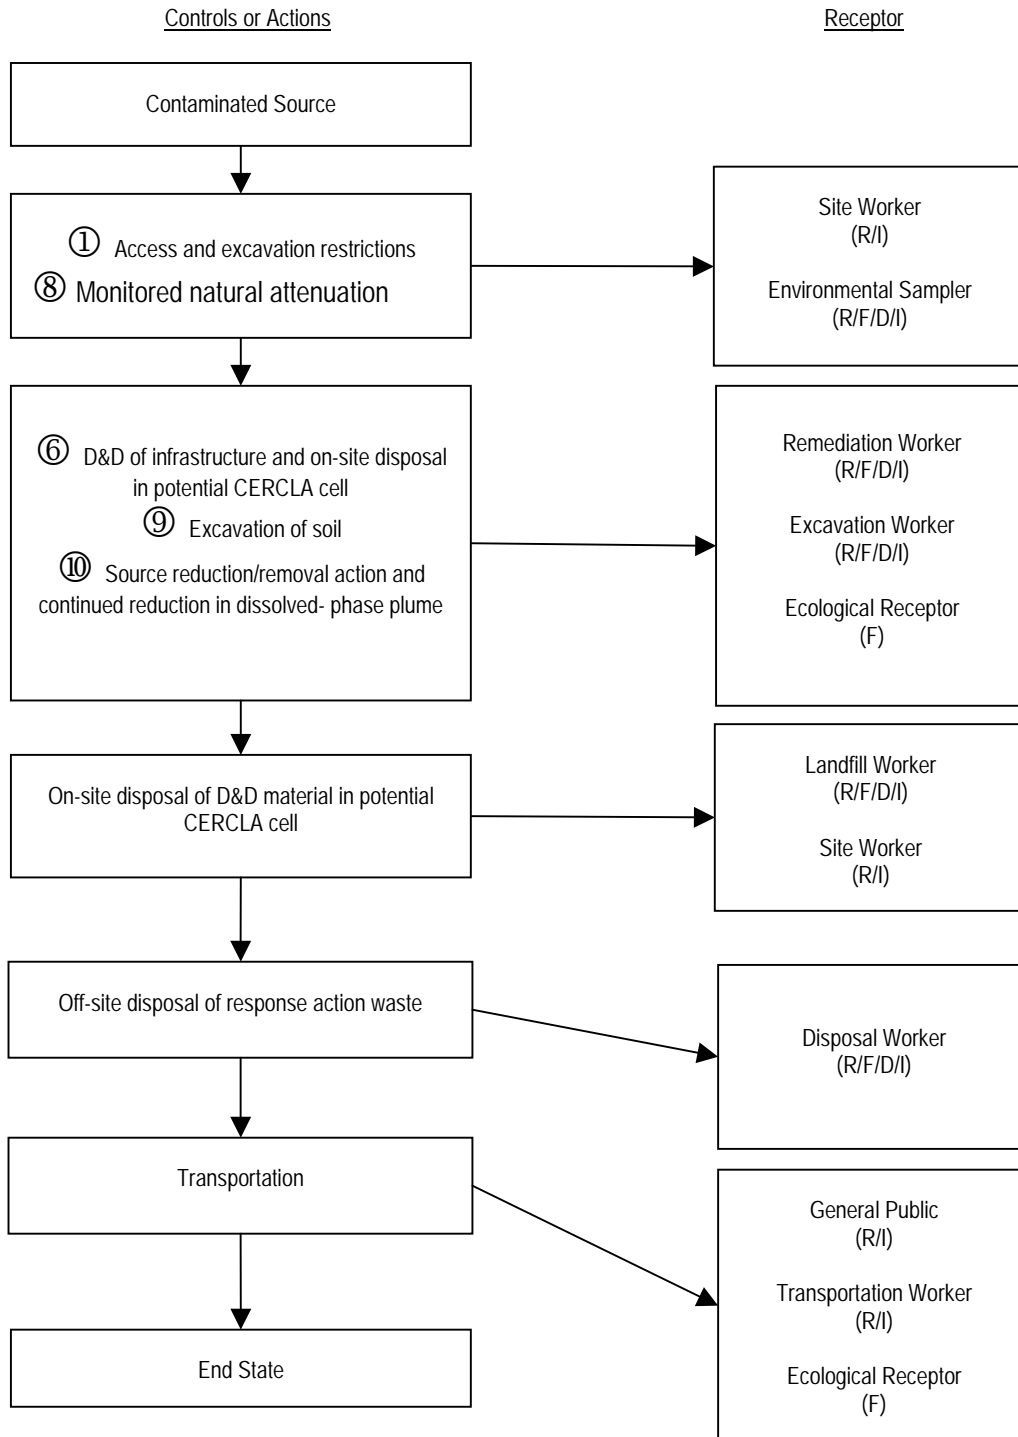 Controls or Actions
Receptor
Contaminated Source
① Access and excavation restrictions
⑧ Monitored natural attenuation
Site Worker
(R/I)
Environmental Sampler
(R/F/D/I)
⑥ D&D of infrastructure and on-site disposal
in potential CERCLA cell
⑨ Excavation of soil
⑩ Source reduction/removal action and
continued reduction in dissolved- phase plume
Remediation Worker
(R/F/D/I)
Excavation Worker
(R/F/D/I)
Ecological Receptor
(F)
On-site disposal of D&D material in potential
CERCLA cell
Landfill Worker
(R/F/D/I)
Site Worker
(R/I)
Off-site disposal of response action waste
Disposal Worker
(R/F/D/I)
Transportation
General Public
(R/I)
Transportation Worker
(R/I)
Ecological Receptor
(F)
End State